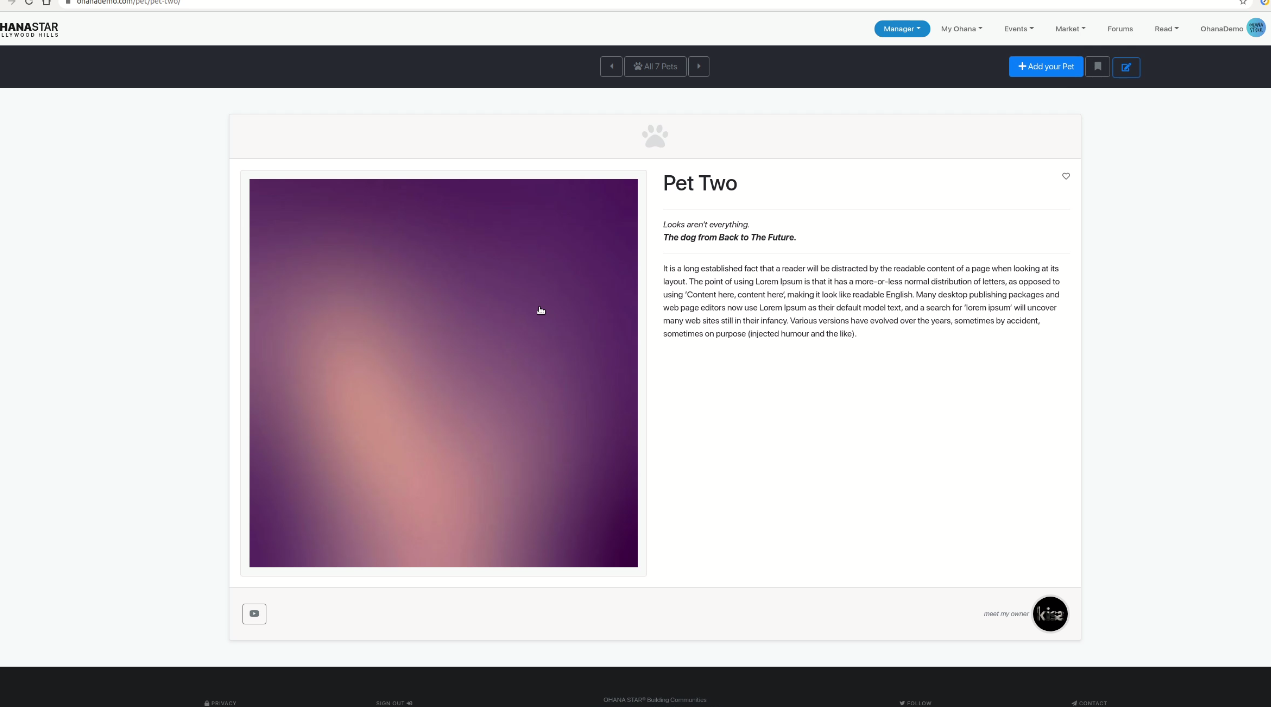 ohanademo.com/pet/pet-two/
HANASTAR
LLYWOOD HILLS
Manager
My Ohana
Events
Market
Forums
Read
OhanaDemo
All 7 Pets
+ Add your Pet
Pet Two
Looks aren't everything.
The dog from Back to The Future.
It is a long established fact that a reader will be distracted by the readable content of a page when looking at its
layout. The point of using Lorem Ipsum is that it has a more-or-less normal distribution of letters, as opposed to
using 'Content here, content here', making it look like readable English. Many desktop publishing packages and
web page editors now use Lorem Ipsum as their default model text, and a search for 'lorem ipsum' will uncover
many web sites still in their infancy. Various versions have evolved over the years, sometimes by accident,
sometimes on purpose (injected humour and the like).
meet my owner
OHANA STAR® Building Communities
PRIVACY
SIGN OUT
FOLLOW
CONTACT